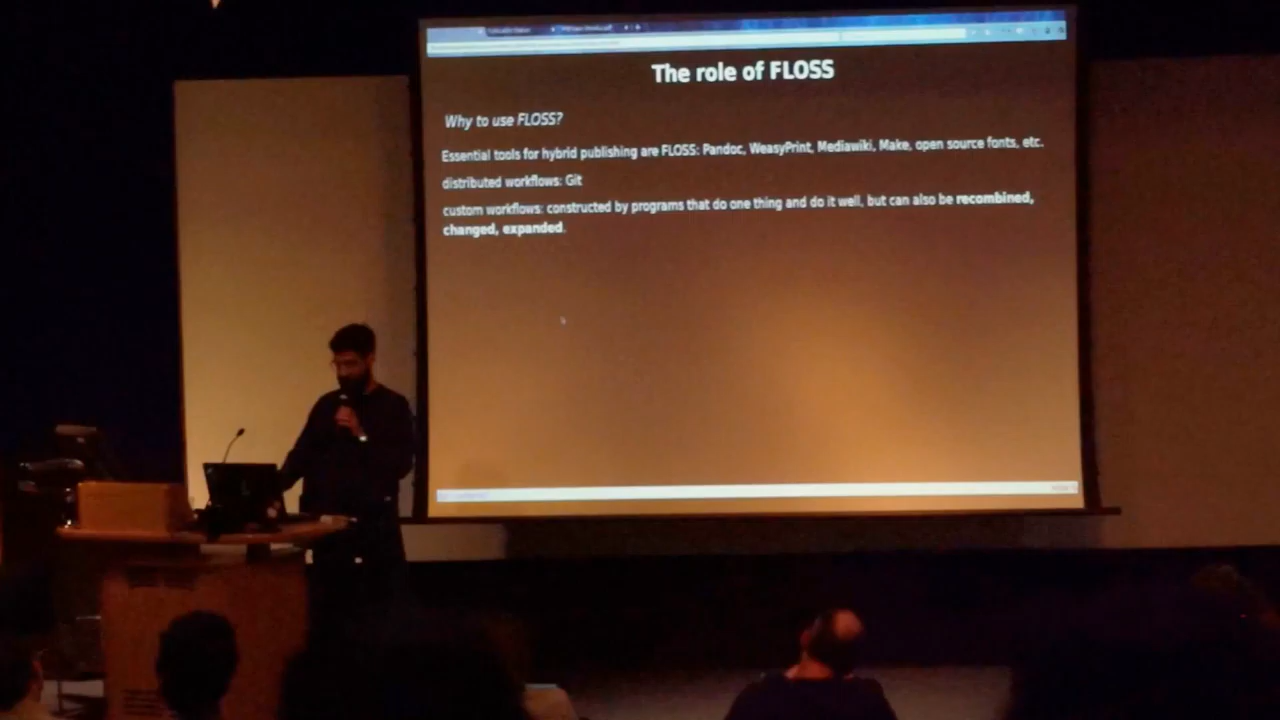 The role of FLOSS
Why to use FLOSS?
Essential tools for hybrid publishing are FLOSS: Pandoc, WeasyPrint, Mediawiki, Make, open source fonts, etc.
distributed workflows: Git
custom workflows: constructed by programs that do one thing and do it well, but can also be recombined,
changed, expanded.